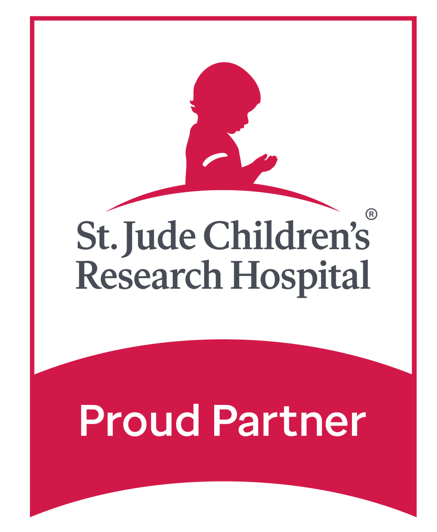 St. Jude Children's®
Research Hospital
Proud Partner